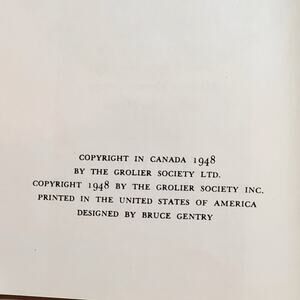 COPYRIGHT IN CANADA 1948
BY THE GROLIER SOCIETY LTD.
COPYRIGHT 1948 BY THE GROLIER SOCIETY INC.
PRINTED IN THE UNITED STATES OF AMERICA
DESIGNED BY BRUCE GENTRY